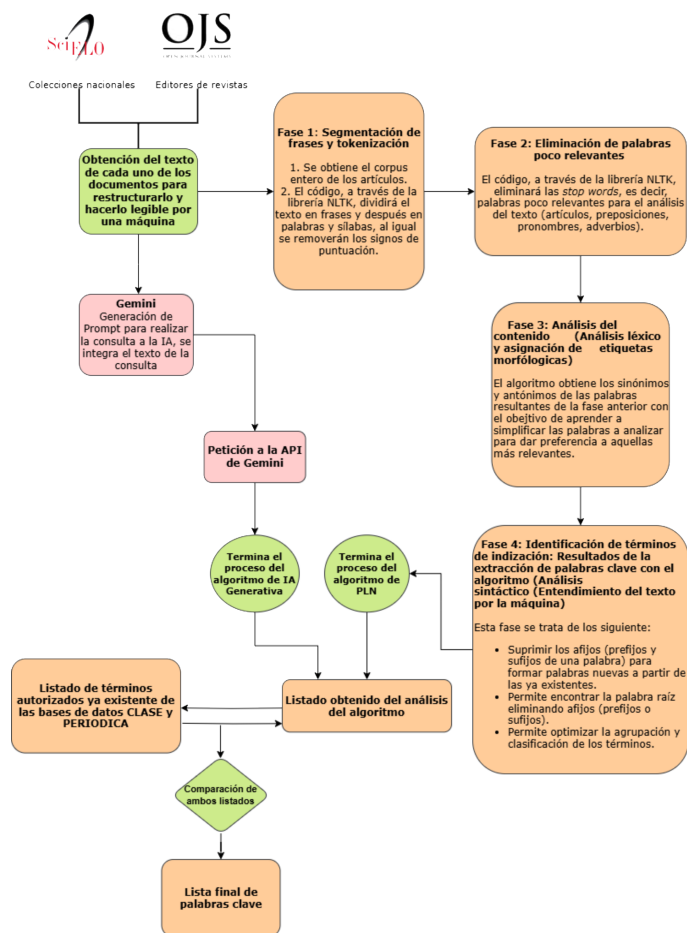 SciELO
OJS
OPEN JOURNAL SYSTEMS
Colecciones nacionales
Editores de revistas
Obtención del texto
de cada uno de los
documentos para
restructurarlo y
hacerlo legible por
una máquina
Fase 1: Segmentación de
frases y tokenización
1. Se obtiene el corpus
entero de los artículos.
2. El código, a través de la
librería NLTK, dividirá el
texto en frases y después en
palabras y sílabas, al igual
se removerán los signos de
puntuación.
Fase 2: Eliminación de palabras
poco relevantes
El código, a través de la librería NLTK,
eliminará las stop words, es decir,
palabras poco relevantes para el análisis
del texto (artículos, preposiciones,
pronombres, adverbios).
Gemini
Generación de
Prompt para realizar
la consulta a la IA, se
integra el texto de la
consulta
Fase 3: Análisis del
contenido (Análisis léxico
y asignación de etiquetas
morfólogicas)
El algoritmo obtiene los sinónimos
y antónimos de las palabras
resultantes de la fase anterior con
el obejtivo de aprender a
simplificar las palabras a analizar
para dar preferencia a aquellas
más relevantes.
Petición a la API
de Gemini
Termina el
proceso del
algoritmo de IA
Generativa
Termina el
proceso del
algoritmo de
PLN
Fase 4: Identificación de términos
de indización: Resultados de la
extracción de palabras clave con el
algoritmo (Análisis
sintáctico (Entendimiento del texto
por la máquina)
Esta fase se trata de los siguiente:
• Suprimir los afijos (prefijos y
sufijos de una palabra) para
formar palabras nuevas a partir de
las ya existentes.
• Permite encontrar la palabra raíz
eliminando afijos (prefijos o
sufijos).
• Permite optimizar la agrupación y
clasificación de los términos.
Listado de términos
autorizados ya existente de
las bases de datos CLASE y
PERIODICA
Listado obtenido del análisis
del algoritmo
Comparación de
ambos listados
Lista final de
palabras clave